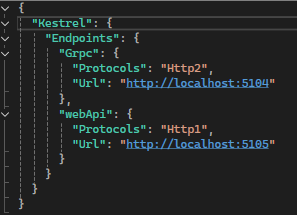 {
"Kestrel": {
"Endpoints": {
"Grpc": {
"Protocols": "Http2",
"Url": "http://localhost:5104"
},
"webApi": {
"Protocols": "Http1",
"Url": "http://localhost:5105"
}
}
}
}